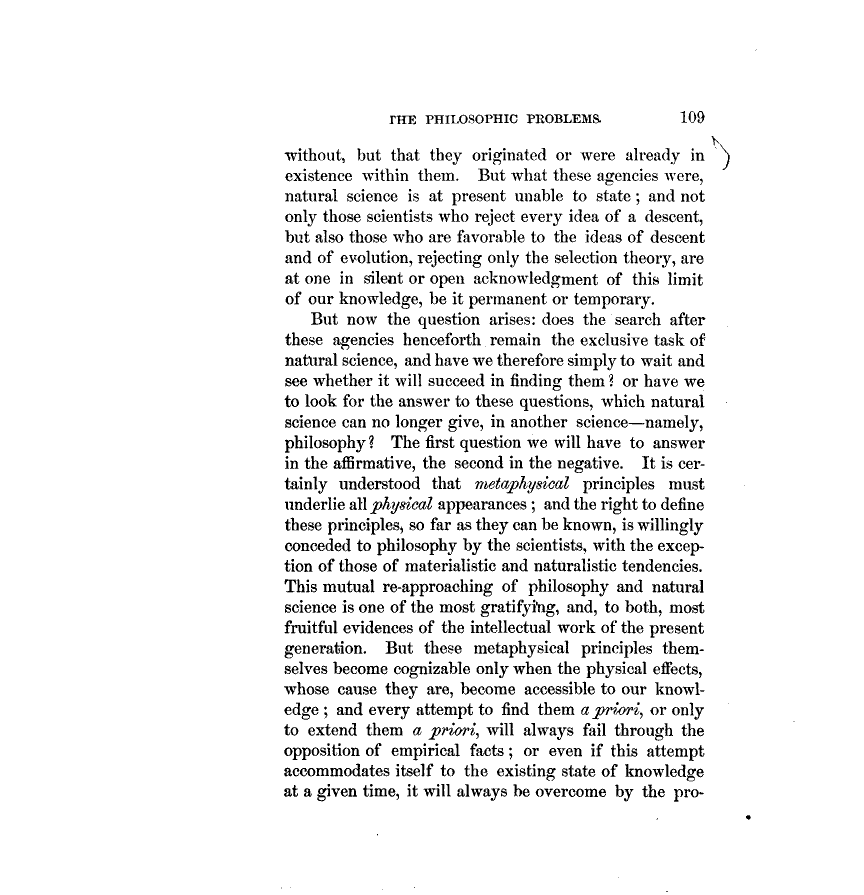 THE PHILOSOPHIC PROBLEMS. 109
without, but that they originated or were already in
existence within them. But what these agencies were,
natural science is at present unable to state ; and not
only those scientists who reject every idea of a descent,
but also those who are favorable to the ideas of descent
and of evolution, rejecting only the selection theory, are
at one in silent or open acknowledgment of this limit
of our knowledge, be it permanent or temporary.
But now the question arises: does the search after
these agencies henceforth remain the exclusive task of
natural science, and have we therefore simply to wait and
see whether it will succeed in finding them ? or have we
to look for the answer to these questions, which natural
science can no longer give, in another science—namely,
philosophy ? The first question we will have to answer
in the affirmative, the second in the negative. It is cer-
tainly understood that metaphysical principles must
underlie all physical appearances ; and the right to define
these principles, so far as they can be known, is willingly
conceded to philosophy by the scientists, with the excep-
tion of those of materialistic and naturalistic tendencies.
This mutual re-approaching of philosophy and natural
science is one of the most gratifying, and, to both, most
fruitful evidences of the intellectual work of the present
generation. But these metaphysical principles them-
selves become cognizable only when the physical effects,
whose cause they are, become accessible to our knowl-
edge ; and every attempt to find them a priori, or only
to extend them a priori, will always fail through the
opposition of empirical facts ; or even if this attempt
accommodates itself to the existing state of knowledge
at a given time, it will always be overcome by the pro-